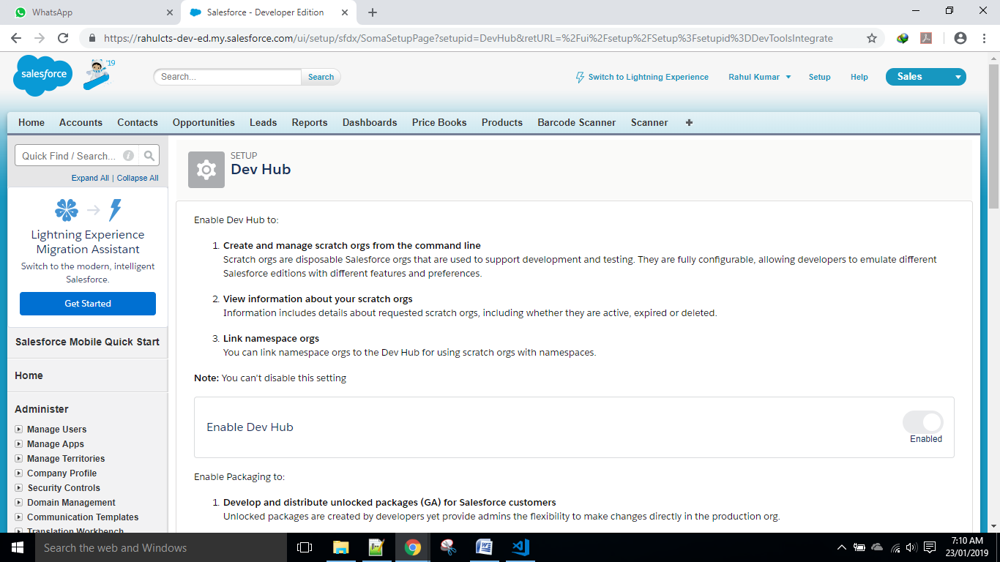 WhatsApp
Salesforce - Developer Edition
https://rahulcts-dev-ed.my.salesforce.com/ui/setup/sfdx/SomaSetupPage?setupid=DevHub&retURL=%2Fui%2Fsetup%2FSetup%3Fsetupid%3DDevToolsIntegrate
salesforce
'19
Search...
Search
Switch to Lightning Experience
Rahul Kumar
Setup
Help
Sales
Home Accounts Contacts Opportunities Leads Reports Dashboards Price Books Products Barcode Scanner Scanner
Quick Find / Search...
Expand All | Collapse All
Lightning Experience
Migration Assistant
Switch to the modern, intelligent
Salesforce.
Get Started
Salesforce Mobile Quick Start
Home
Administer
Manage Users
Manage Apps
Manage Territories
Company Profile
Security Controls
Domain Management
Communication Templates
Translation Workbench
SETUP
Dev Hub
Enable Dev Hub to:
1. Create and manage scratch orgs from the command line
Scratch orgs are disposable Salesforce orgs that are used to support development and testing. They are fully configurable, allowing developers to emulate different
Salesforce editions with different features and preferences.
2. View information about your scratch orgs
Information includes details about requested scratch orgs, including whether they are active, expired or deleted.
3. Link namespace orgs
You can link namespace orgs to the Dev Hub for using scratch orgs with namespaces.
Note: You can't disable this setting
Enable Dev Hub
Enabled
Enable Packaging to:
1. Develop and distribute unlocked packages (GA) for Salesforce customers
Unlocked packages are created by developers yet provide admins the flexibility to make changes directly in the production org.
Search the web and Windows
7:10 AM
23/01/2019